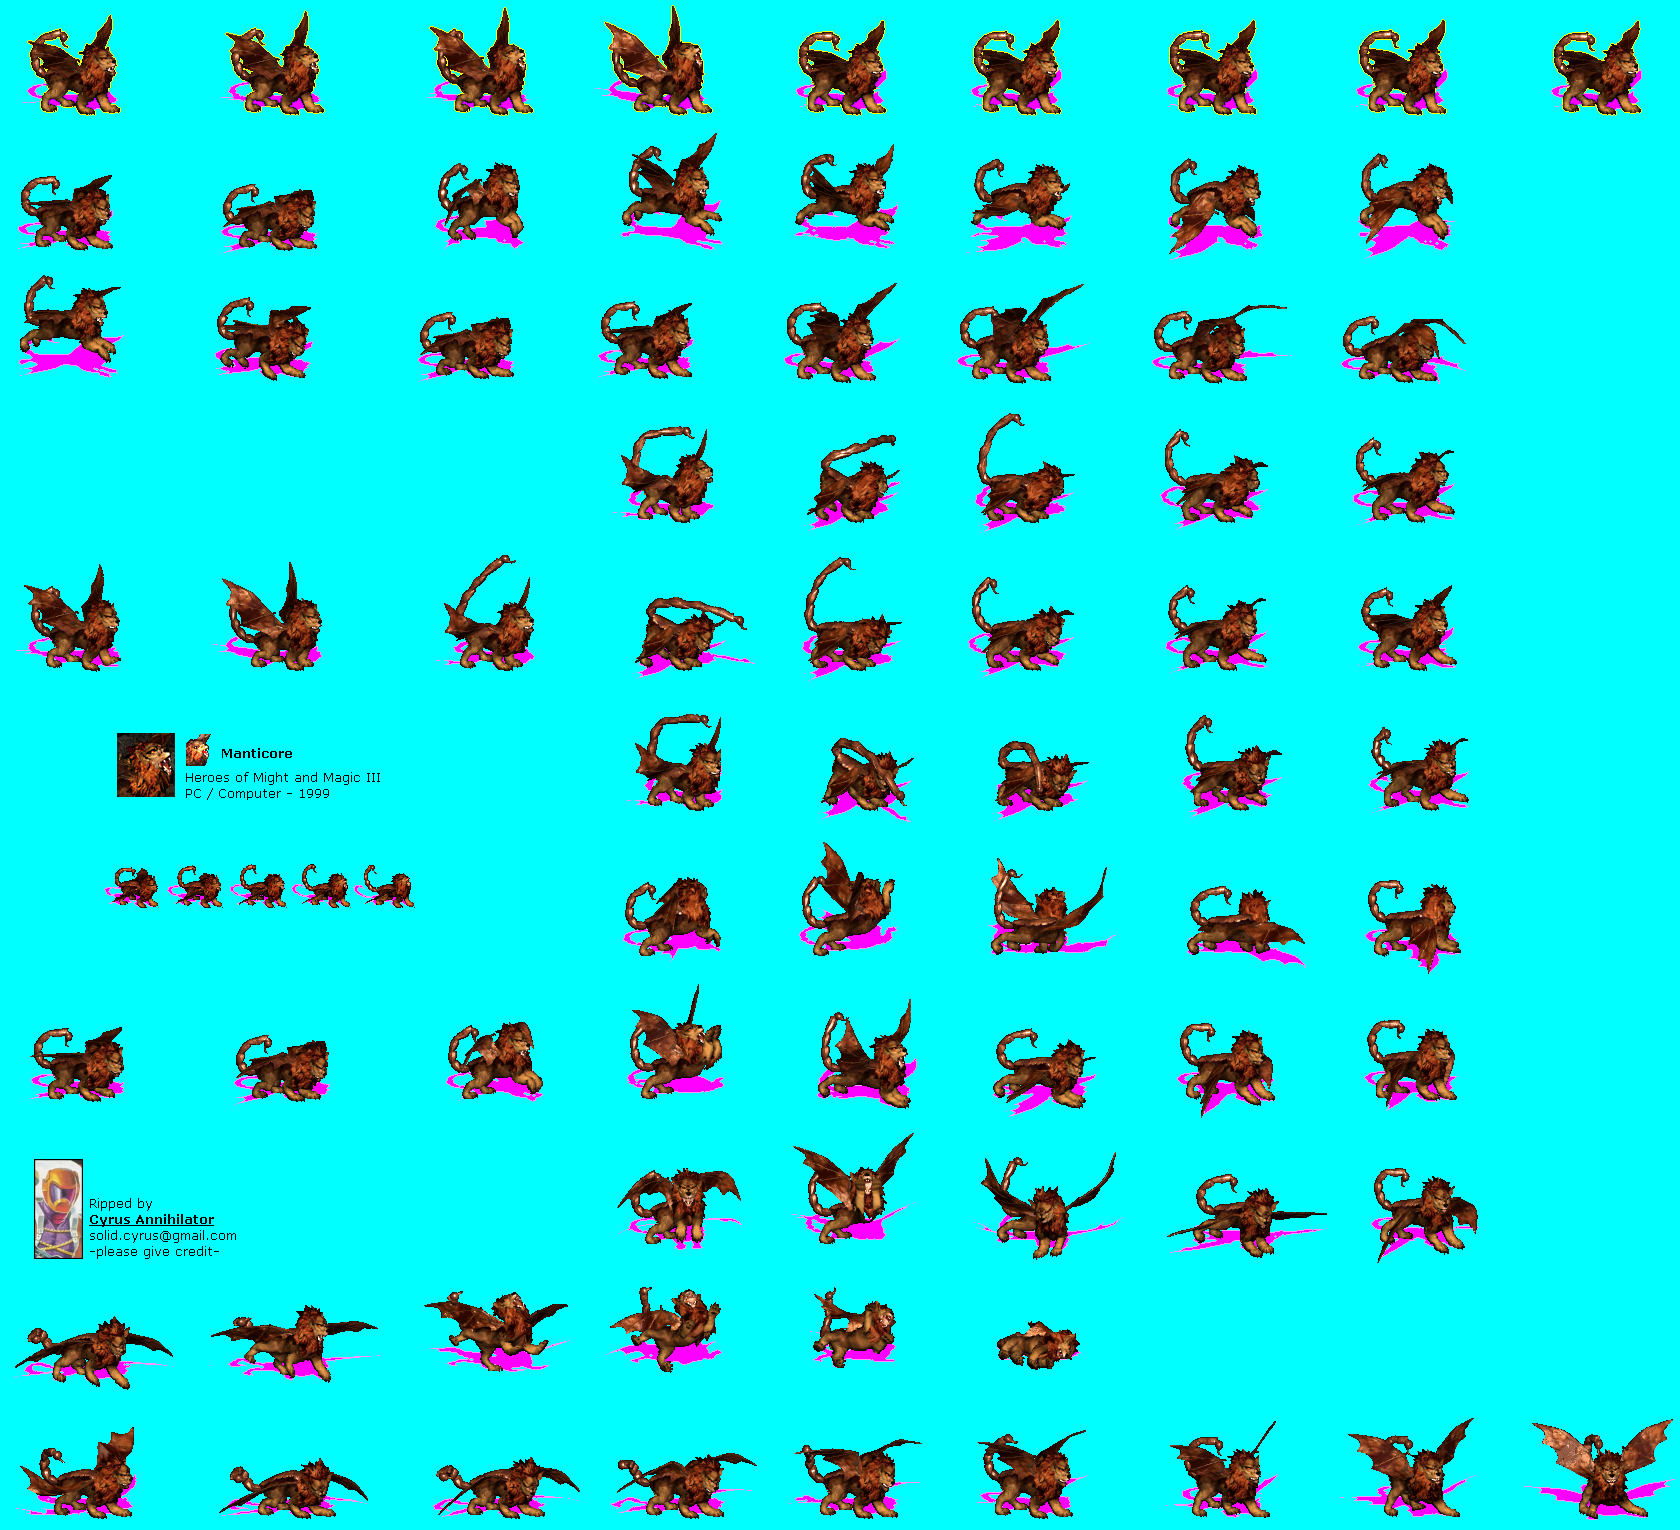 Manticore
Heroes of Might and Magic III
PC / Computer - 1999
Ripped by
Cyrus Annihilator
solid.cyrus@gmail.com
-please give credit-